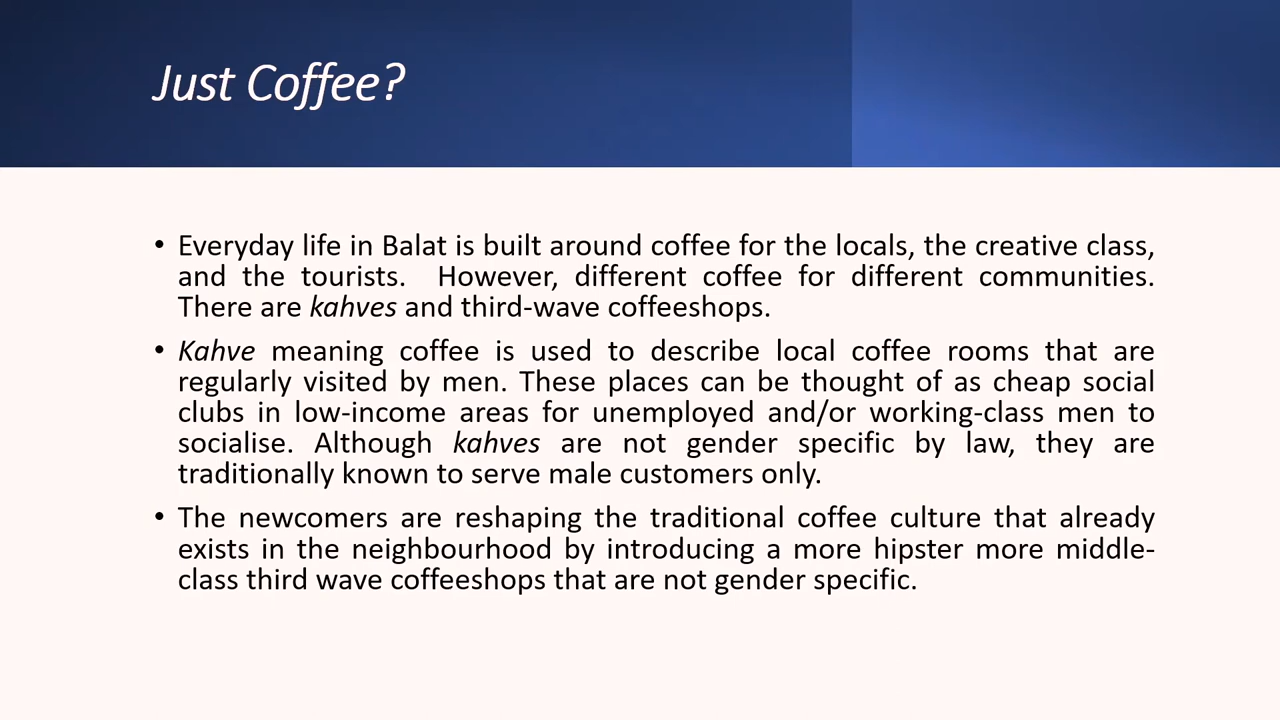 Just Coffee?
• Everyday life in Balat is built around coffee for the locals, the creative class,
and the tourists.  However, different coffee for different communities.
There are kahves and third-wave coffeeshops.
• Kahve meaning coffee is used to describe local coffee rooms that are
regularly visited by men. These places can be thought of as cheap social
clubs in low-income areas for unemployed and/or working-class men to
socialise. Although kahves are not gender specific by law, they are
traditionally known to serve male customers only.
• The newcomers are reshaping the traditional coffee culture that already
exists in the neighbourhood by introducing a more hipster more middle-
class third wave coffeeshops that are not gender specific.